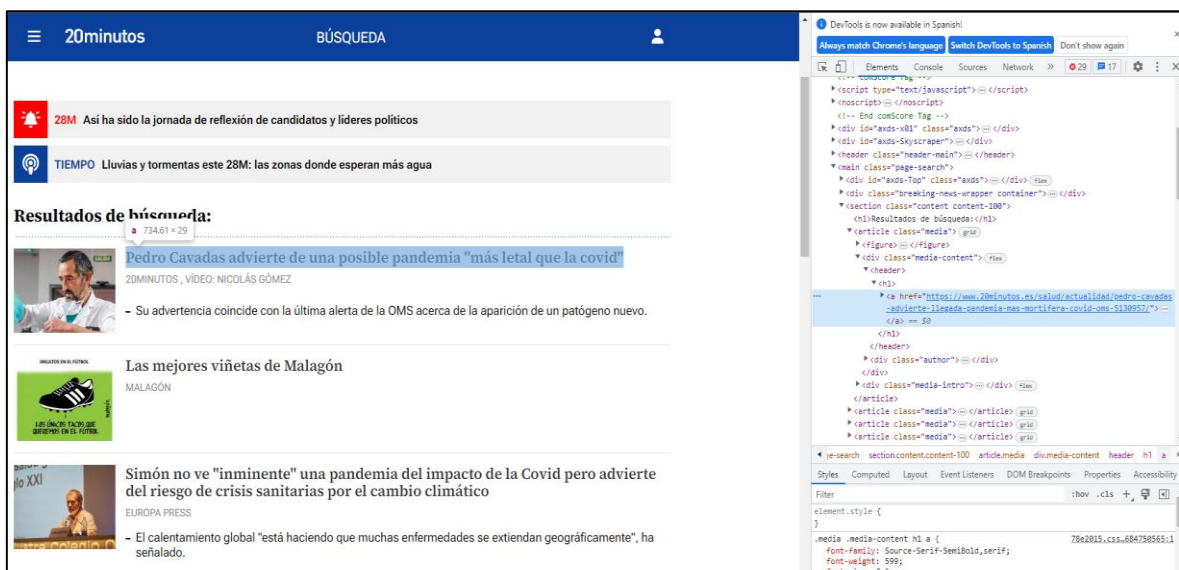 20minutos
BÚSQUEDA
28M Así ha sido la jornada de reflexión de candidatos y líderes políticos
TIEMPO Lluvias y tormentas este 28M: las zonas donde esperan más agua
Resultados de búsqueda:
a 734.61 × 29
Pedro Cavadas advierte de una posible pandemia "más letal que la covid"
20MINUTOS , VÍDEO: NICOLÁS GÓMEZ
– Su advertencia coincide con la última alerta de la OMS acerca de la aparición de un patógeno nuevo.
INSULTOS EN EL FÚTBOL
LOS ÚNICOS TACOS QUE
QUEREMOS EN EL FÚTBOL
Las mejores viñetas de Malagón
MALAGÓN
XXI
Simón no ve "inminente" una pandemia del impacto de la Covid pero advierte
del riesgo de crisis sanitarias por el cambio climático
EUROPA PRESS
– El calentamiento global "está haciendo que muchas enfermedades se extiendan geográficamente", ha
señalado.
DevTools is now available in Spanish!
Always match Chrome's language Switch DevTools to Spanish Don't show again
Elements Console Sources Network » 29 17
<!-- comScore Tag -->
<script type="text/javascript">…</script>
<noscript>…</noscript>
<!-- End comScore Tag -->
<div id="axds-x01" class="axds">…</div>
<div id="axds-Skyscraper">…</div>
<header class="header-main">…</header>
<main class="page-search">
<div id="axds-Top" class="axds">…</div> flex
<div class="breaking-news-wrapper container">…</div>
<section class="content content-100">
<h1>Resultados de búsqueda:</h1>
<article class="media"> grid
<figure>…</figure>
<div class="media-content"> flex
<header>
<h1>
… <a href="https://www.20minutos.es/salud/actualidad/pedro-cavadas
-advierte-llegada-pandemia-mas-mortifera-covid-oms-5130957/">…
</a> == $0
</h1>
</header>
<div class="author">…</div>
</div>
<div class="media-intro">…</div> flex
</article>
<article class="media">…</article> grid
<article class="media">…</article> grid
<article class="media">…</article> grid
ge-search section.content.content-100 article.media div.media-content header h1 a
Styles Computed Layout Event Listeners DOM Breakpoints Properties Accessibility
Filter :hov .cls +
element.style {
}
.media .media-content h1 a { 78e2015.css…684750565:1
font-family: Source-Serif-SemiBold,serif;
font-weight: 599;